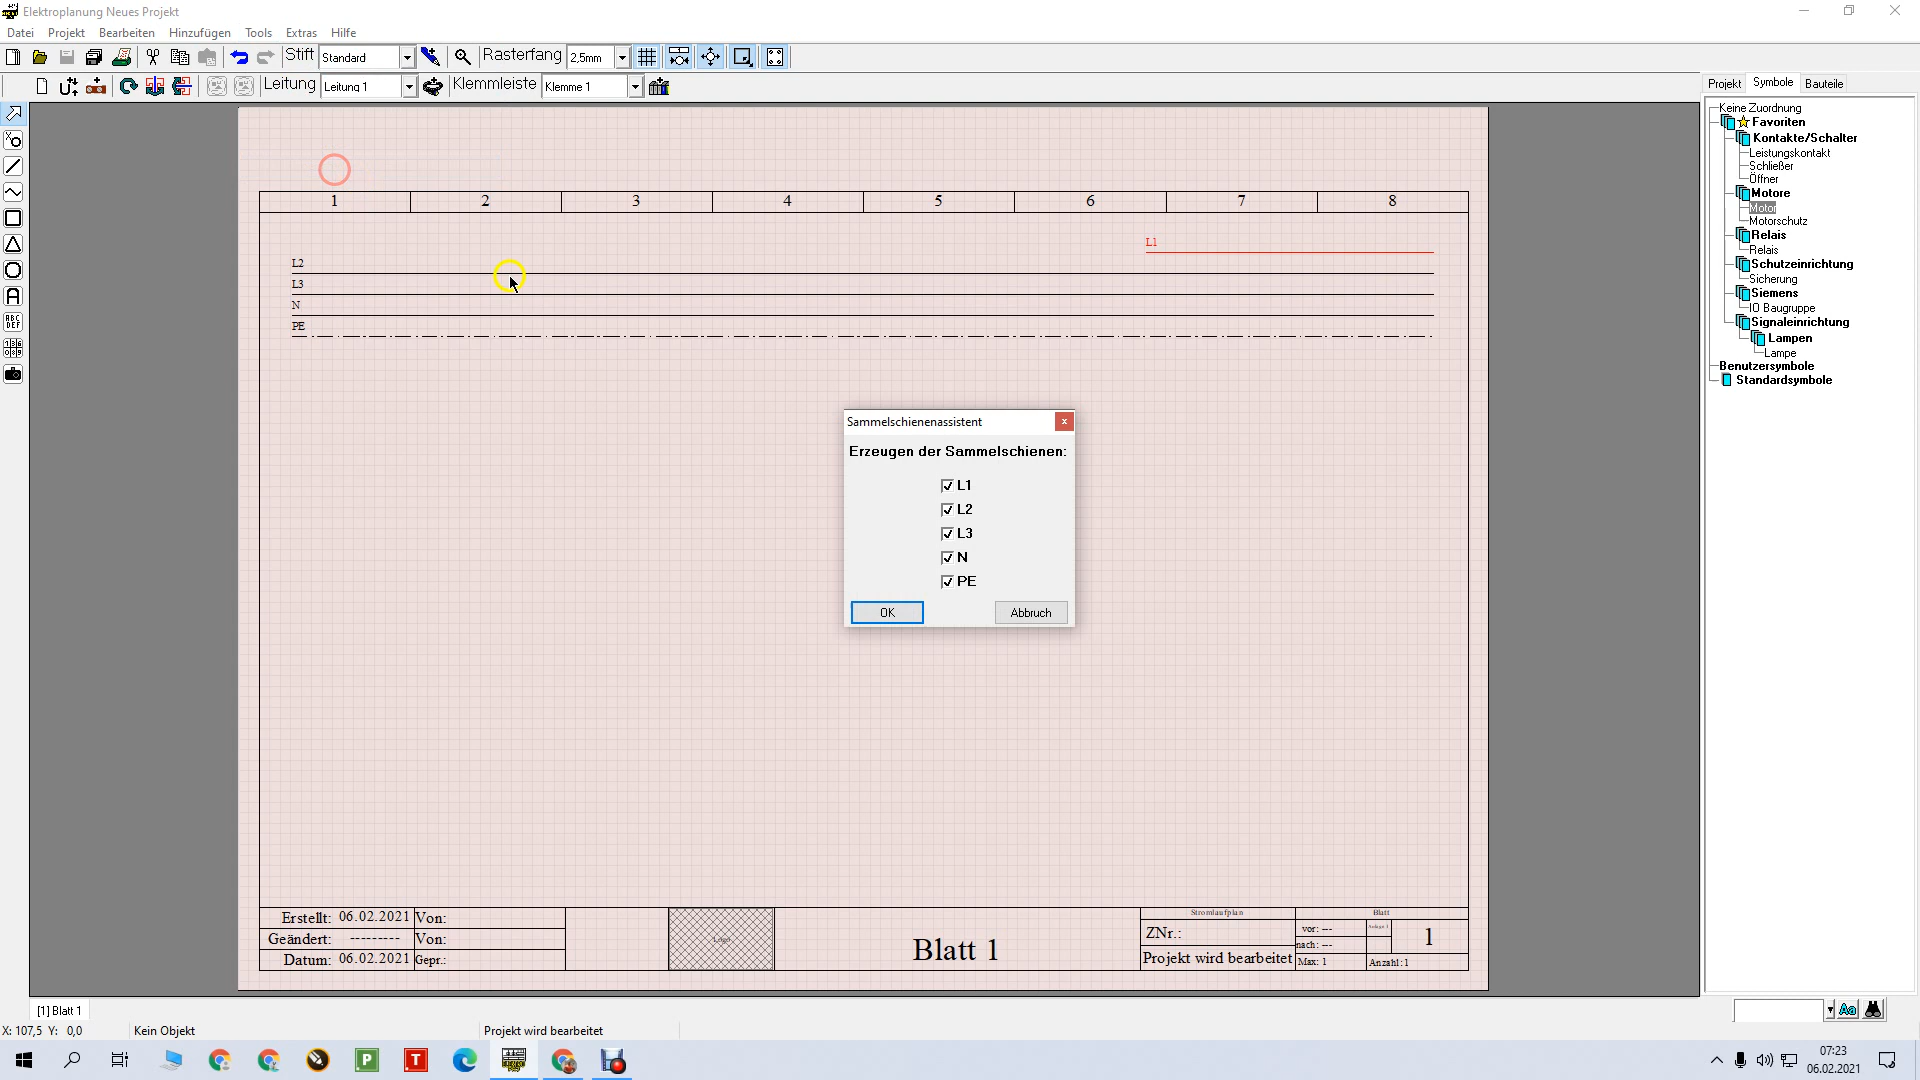 Elektroplanung Neues Projekt
Datei Projekt Bearbeiten Hinzufügen Tools Extras Hilfe
Stift Standard Rasterfang 2,5mm
Leitung Leitung 1 Klemmleiste Klemme 1
Projekt Symbole Bauteile
Keine Zuordnung
Favoriten
Kontakte/Schalter
Leistungskontakt
Schließer
Öffner
Motore
Motor
Motorschutz
Relais
Relais
Schutzeinrichtung
Sicherung
Siemens
IO Baugruppe
Signaleinrichtung
Lampen
Lampe
Benutzersymbole
Standardsymbole
1 2 3 4 5 6 7 8
L1
L2
L3
N
PE
Sammelschienenassistent
Erzeugen der Sammelschienen:
L1
L2
L3
N
PE
OK Abbruch
Erstellt: 06.02.2021 Von:
Geändert: --------- Von:
Datum: 06.02.2021 Gepr.:
Logo
Blatt 1
Stromlaufplan
ZNr.:
Projekt wird bearbeitet
Blatt
vor: ---
nach: ---
Max: 1
Anlage 1
1
Anzahl:1
[1] Blatt 1
X: 107,5 Y: 0,0 Kein Objekt Projekt wird bearbeitet
07:23
06.02.2021